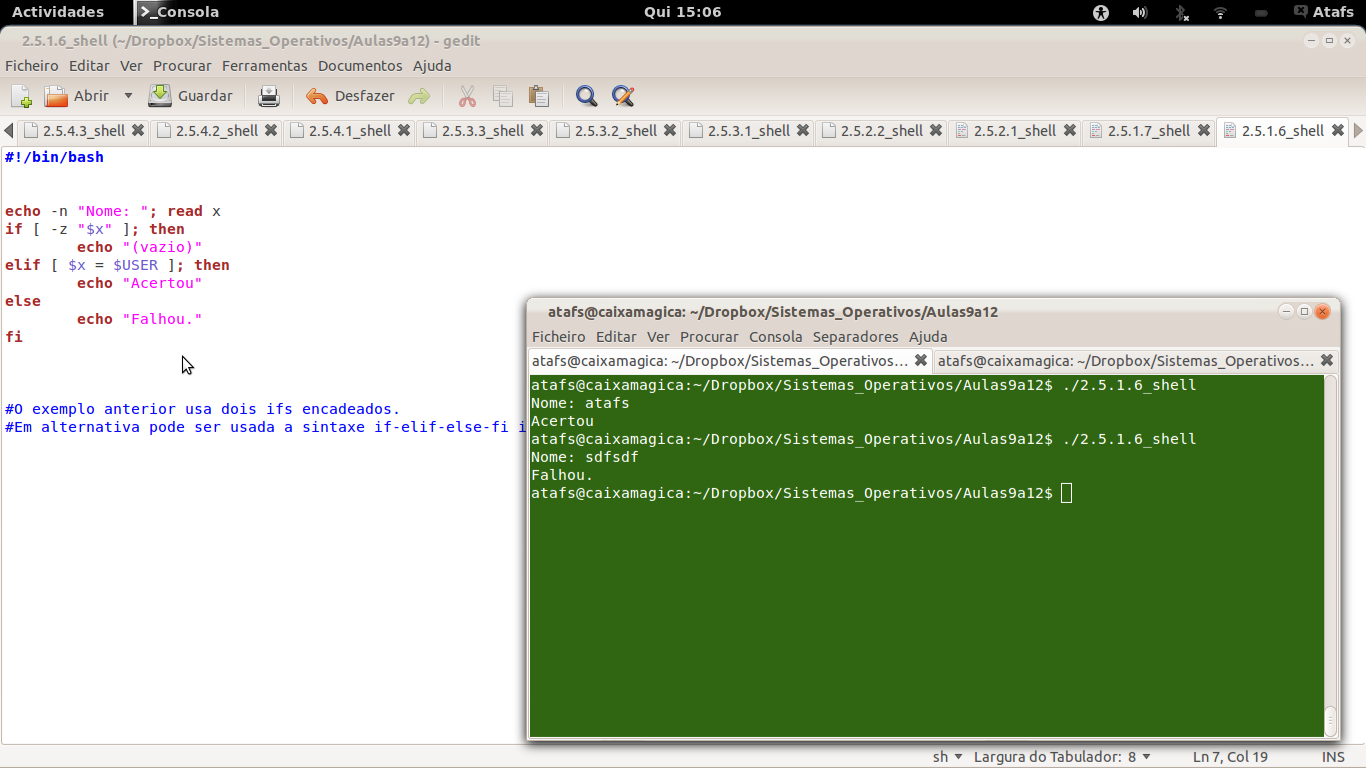 Actividades
Consola
Qui 15:06
Atafs
2.5.1.6_shell (~/Dropbox/Sistemas_Operativos/Aulas9a12) - gedit
Ficheiro Editar Ver Procurar Ferramentas Documentos Ajuda
Abrir Guardar Desfazer
2.5.4.3_shell 2.5.4.2_shell 2.5.4.1_shell 2.5.3.3_shell 2.5.3.2_shell 2.5.3.1_shell 2.5.2.2_shell 2.5.2.1_shell 2.5.1.7_shell 2.5.1.6_shell
#!/bin/bash
echo -n "Nome: "; read x
if [ -z "$x" ]; then
echo "(vazio)"
elif [ $x = $USER ]; then
echo "Acertou"
else
echo "Falhou."
fi
#O exemplo anterior usa dois ifs encadeados.
#Em alternativa pode ser usada a sintaxe if-elif-else-fi i
atafs@caixamagica: ~/Dropbox/Sistemas_Operativos/Aulas9a12
Ficheiro Editar Ver Procurar Consola Separadores Ajuda
atafs@caixamagica: ~/Dropbox/Sistemas_Operativos... atafs@caixamagica: ~/Dropbox/Sistemas_Operativos...
atafs@caixamagica:~/Dropbox/Sistemas_Operativos/Aulas9a12$ ./2.5.1.6_shell
Nome: atafs
Acertou
atafs@caixamagica:~/Dropbox/Sistemas_Operativos/Aulas9a12$ ./2.5.1.6_shell
Nome: sdfsdf
Falhou.
atafs@caixamagica:~/Dropbox/Sistemas_Operativos/Aulas9a12$
sh Largura do Tabulador: 8 Ln 7, Col 19 INS